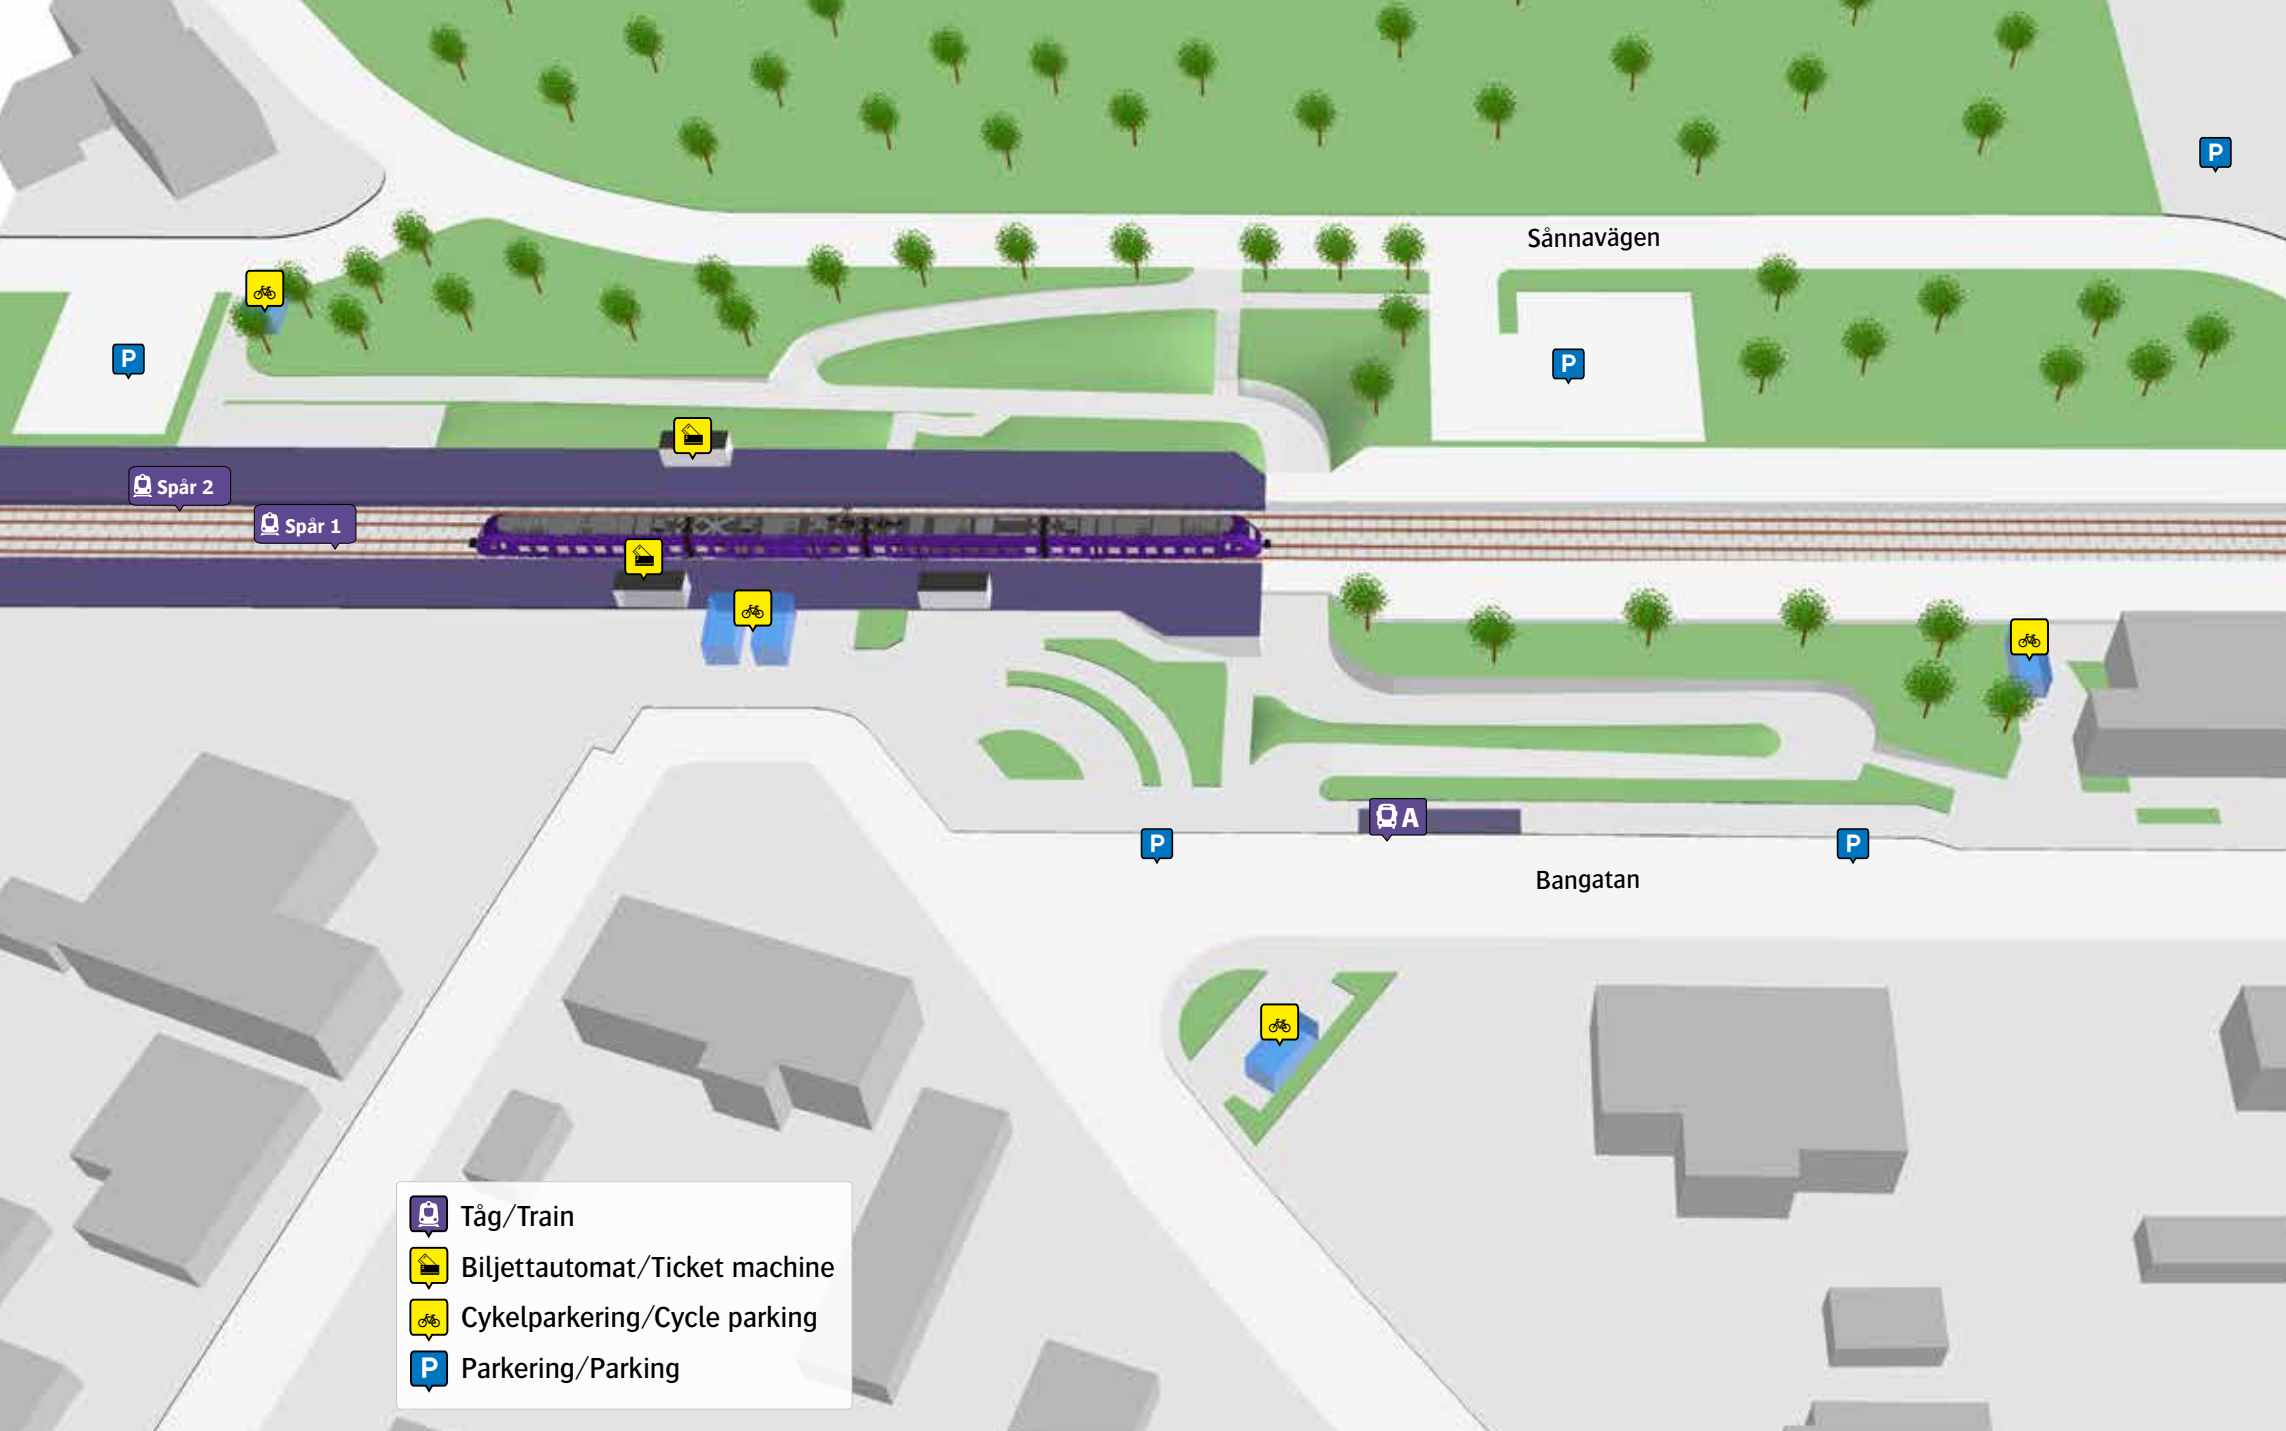 P
Sånnavägen
P
P
Spår 2
Spår 1
A
P
P
Bangatan
Tåg/Train
Biljettautomat/Ticket machine
Cykelparkering/Cycle parking
P Parkering/Parking